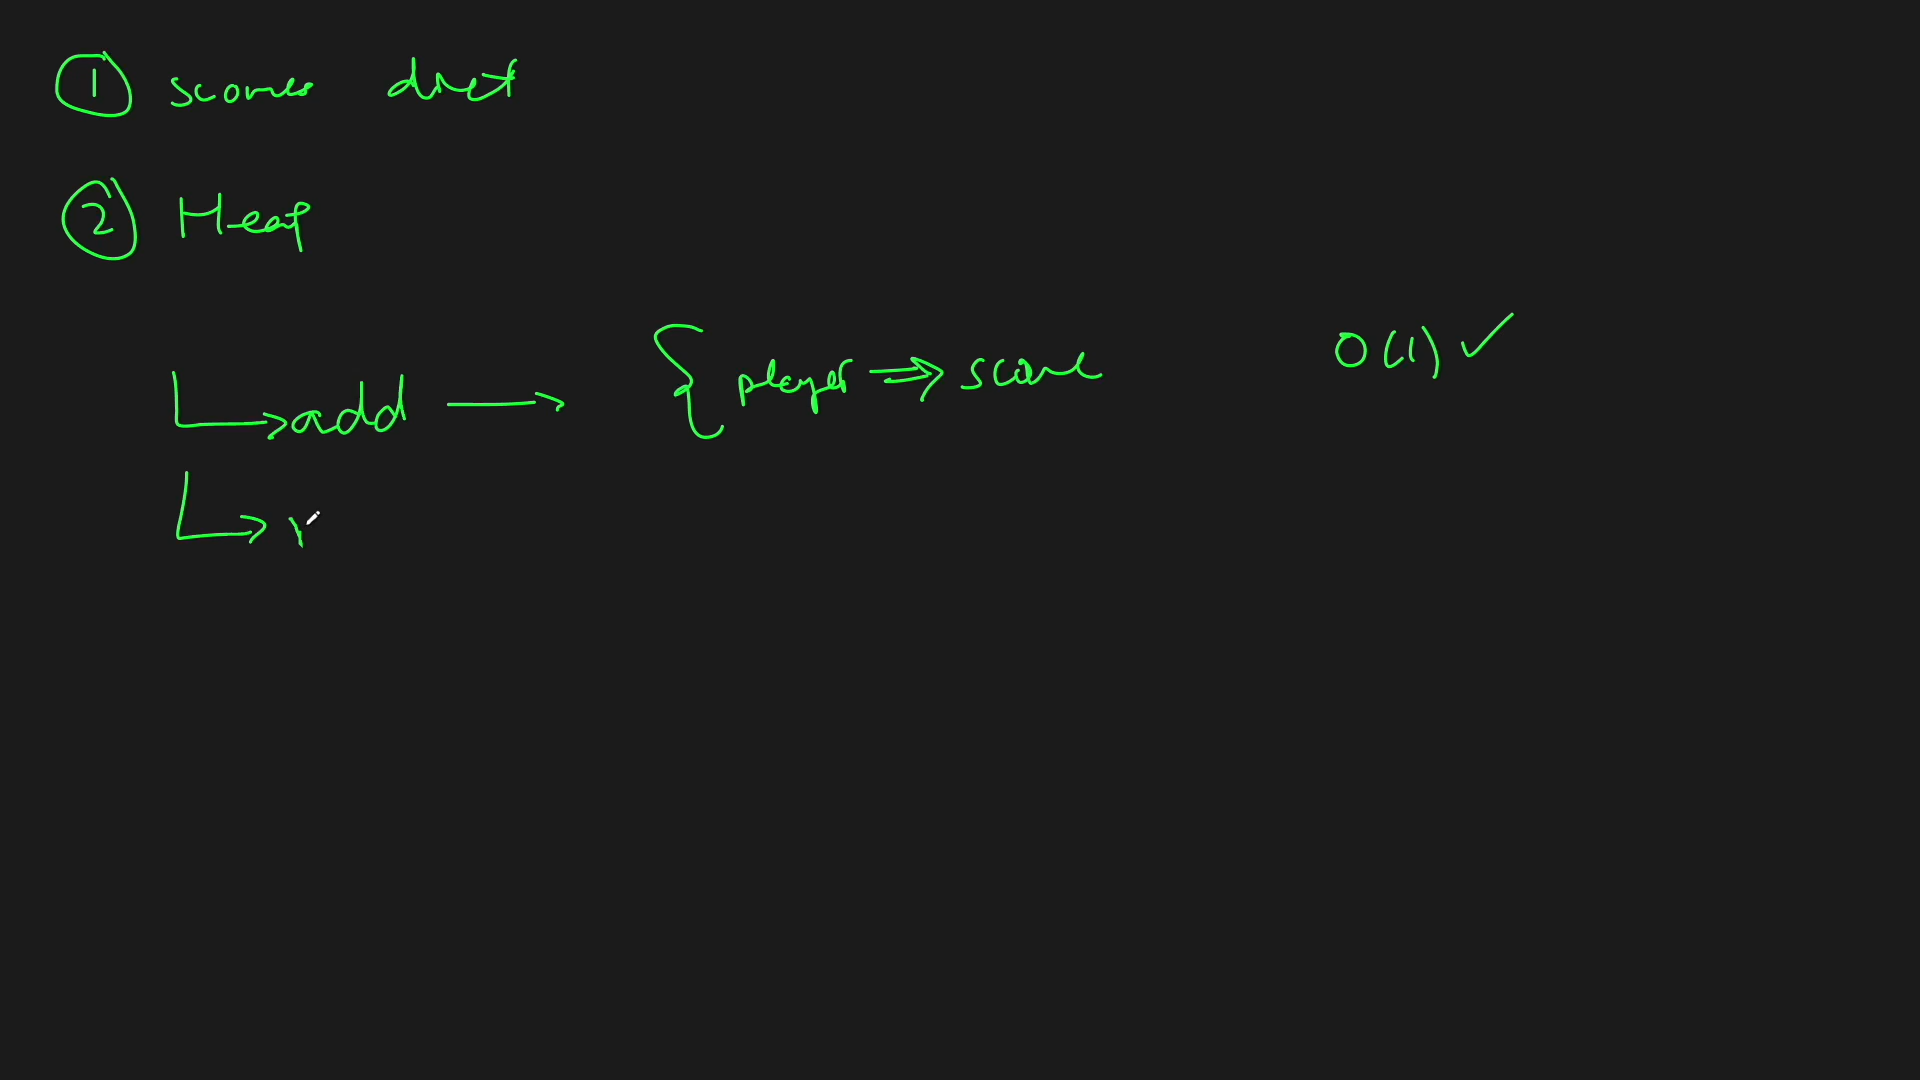 ① scores dict
② Heap
add → { player ⇒ score O(1) ✓
r